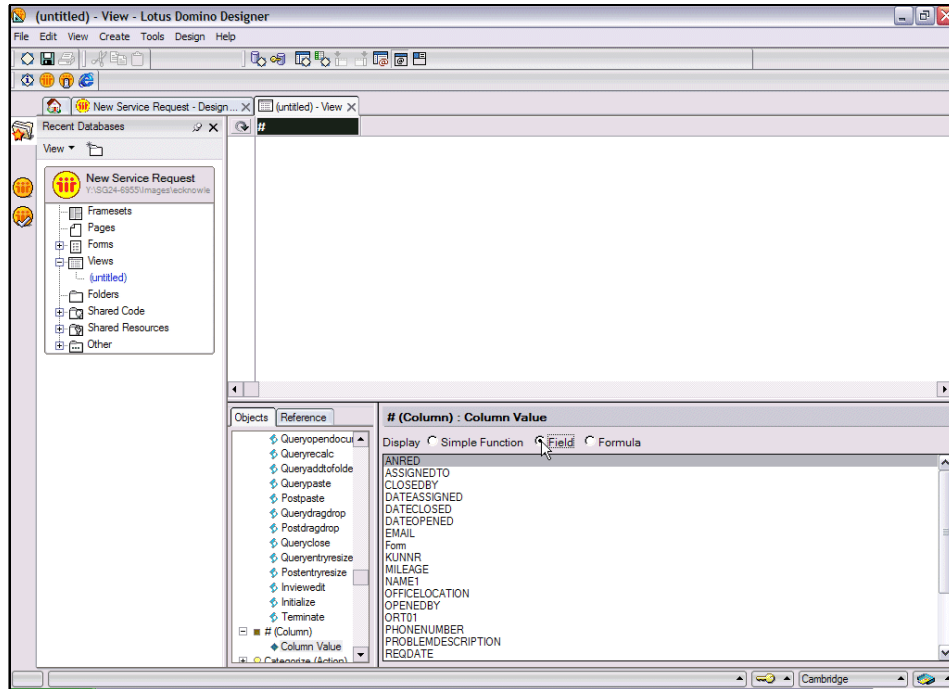 (untitled) - View - Lotus Domino Designer
File Edit View Create Tools Design Help
New Service Request - Design... (untitled) - View
Recent Databases
#
View
New Service Request
Y:\SG24-6955\Images\ecknowle
Framesets
Pages
Forms
Views
(untitled)
Folders
Shared Code
Shared Resources
Other
Objects Reference
Queryopendocu
Queryrecalc
Queryaddtofolde
Querypaste
Postpaste
Querydragdrop
Postdragdrop
Queryclose
Queryentryresize
Postentryresize
Inviewedit
Initialize
Terminate
# (Column)
Column Value
Categorize (Action)
# (Column) : Column Value
Display Simple Function Field Formula
ANRED
ASSIGNEDTO
CLOSEDBY
DATEASSIGNED
DATECLOSED
DATEOPENED
EMAIL
Form
KUNNR
MILEAGE
NAME1
OFFICELOCATION
OPENEDBY
ORT01
PHONENUMBER
PROBLEMDESCRIPTION
REQDATE
Cambridge